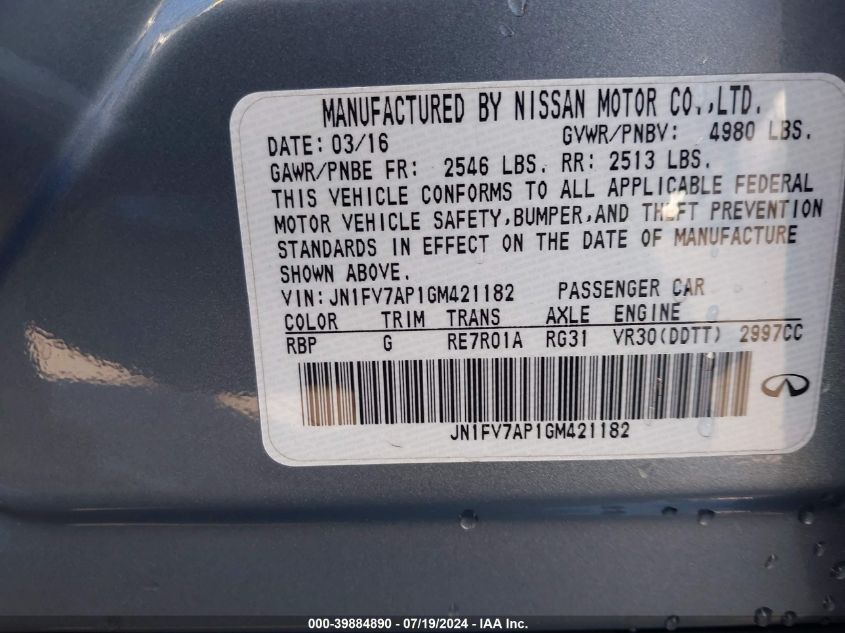 MANUFACTURED BY NISSAN MOTOR CO.,LTD.
DATE: 03/16 GVWR/PNBV: 4980 LBS.
GAWR/PNBE FR: 2546 LBS. RR: 2513 LBS.
THIS VEHICLE CONFORMS TO ALL APPLICABLE FEDERAL
MOTOR VEHICLE SAFETY,BUMPER,AND THEFT PREVENTION
STANDARDS IN EFFECT ON THE DATE OF MANUFACTURE
SHOWN ABOVE.
VIN:JN1FV7AP1GM421182 PASSENGER CAR
COLOR TRIM TRANS AXLE ENGINE
RBP G RE7R01A RG31 VR30(DDTT) 2997CC
JN1FV7AP1GM421182
000-39884890 - 07/19/2024 - IAA Inc.